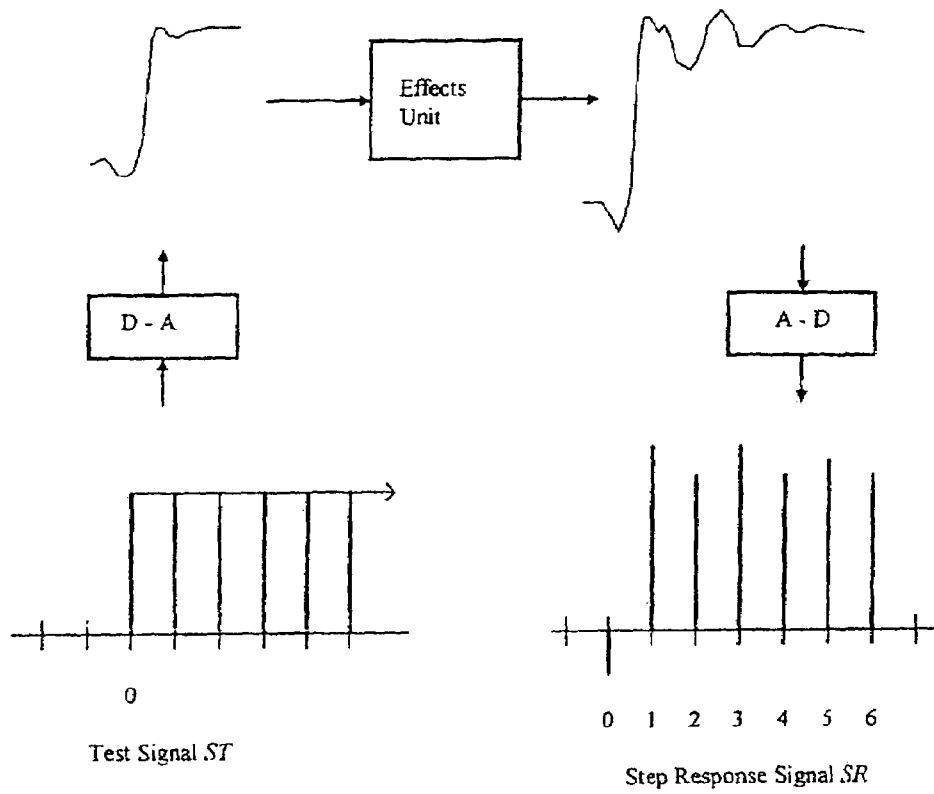 Effects
Unit
D - A
A - D
0
0 1 2 3 4 5 6
Test Signal ST
Step Response Signal SR